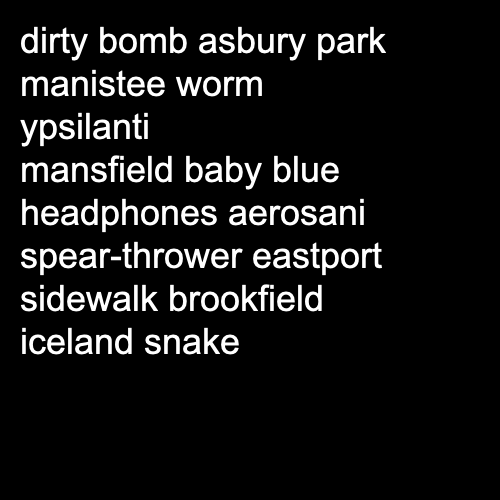 dirty bomb asbury park
manistee worm
ypsilanti
mansfield baby blue
headphones aerosani
spear-thrower eastport
sidewalk brookfield
iceland snake